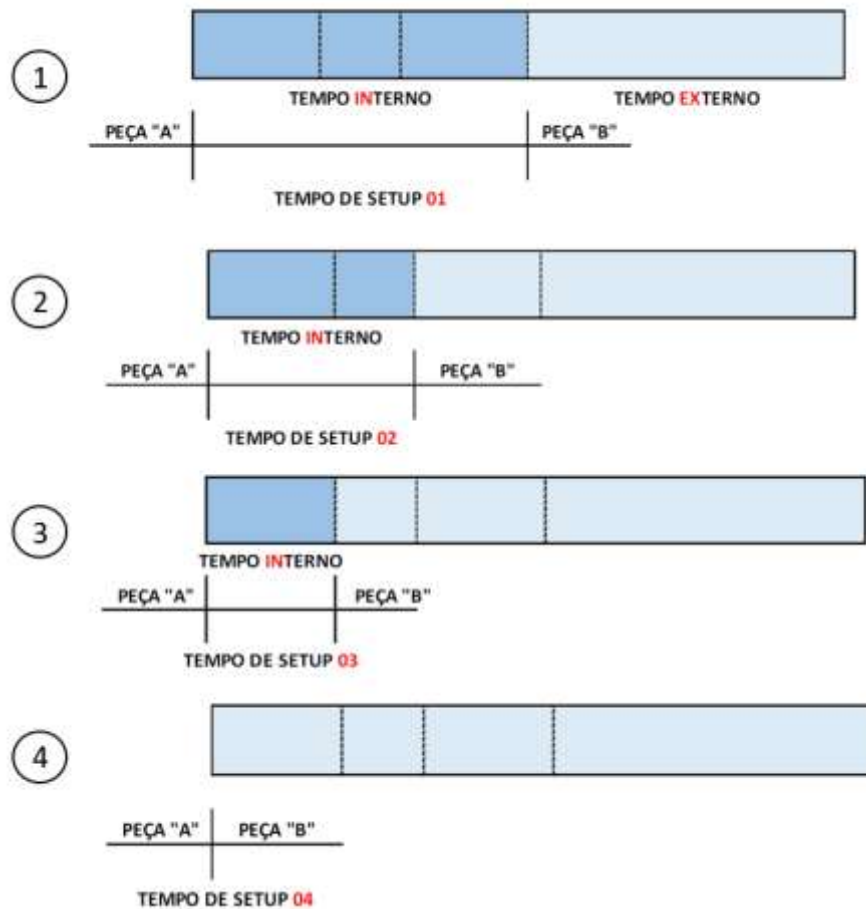 1
TEMPO INTERNO TEMPO EXTERNO
PEÇA "A" PEÇA "B"
TEMPO DE SETUP 01
2
TEMPO INTERNO
PEÇA "A" PEÇA "B"
TEMPO DE SETUP 02
3
TEMPO INTERNO
PEÇA "A" PEÇA "B"
TEMPO DE SETUP 03
4
PEÇA "A" PEÇA "B"
TEMPO DE SETUP 04